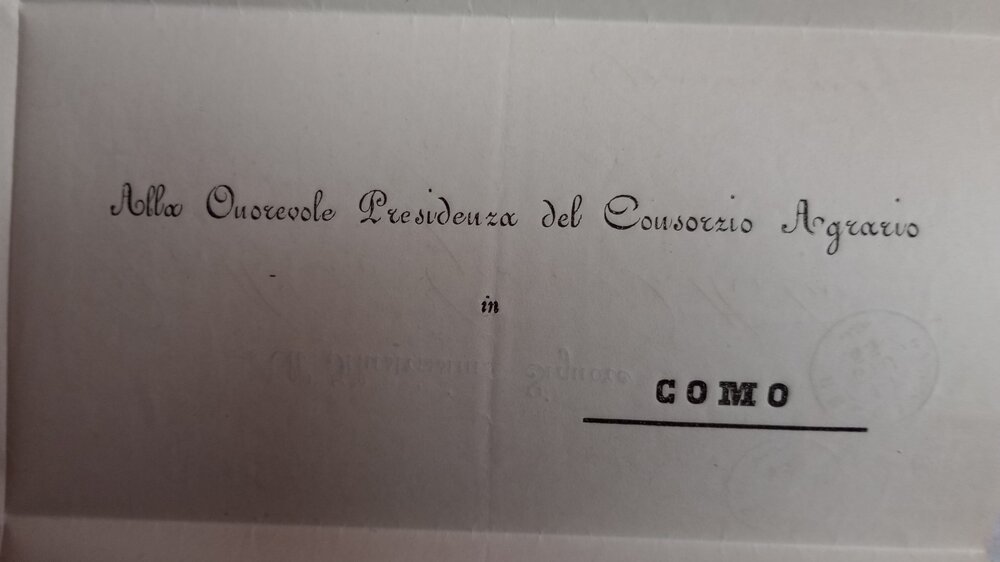 Alla Onorevole Presidenza del Consorzio Agrario
in
COMO